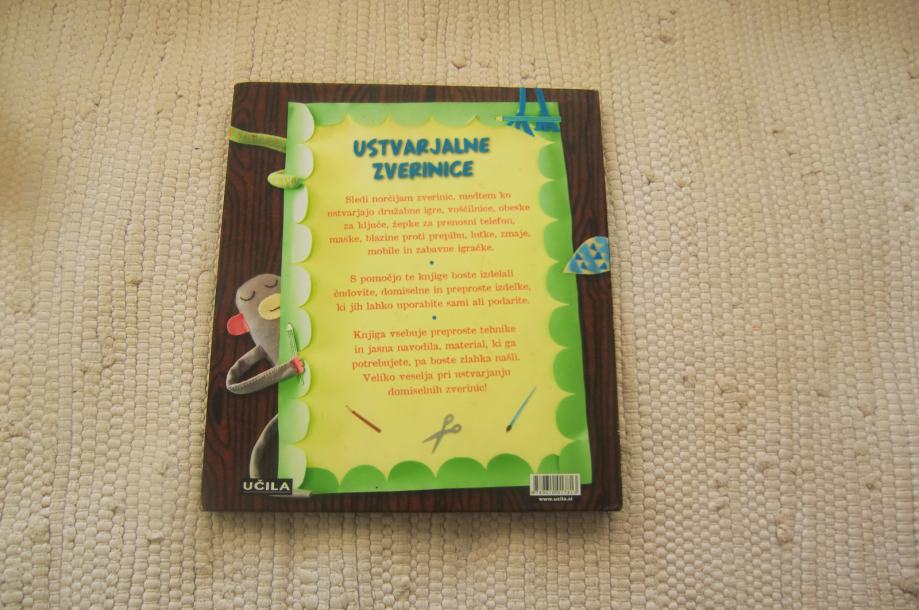 USTVARJALNE
ZVERINICE
Sledi norčijam zverinic, medtem ko
ustvarjajo družabne igre, voščilnice, obeske
za ključe, žepke za prenosni telefon,
maske, blazine proti prepihu, lutke, zmaje,
mobile in zabavne igračke.
S pomočjo te knjige boste izdelali
čudovite, domiselne in preproste izdelke,
ki jih lahko uporabite sami ali podarite.
Knjiga vsebuje preproste tehnike
in jasna navodila, material, ki ga
potrebujete, pa boste zlahka našli.
Veliko veselja pri ustvarjanju
domiselnih zverinic!
UČILA
www.ucila.si